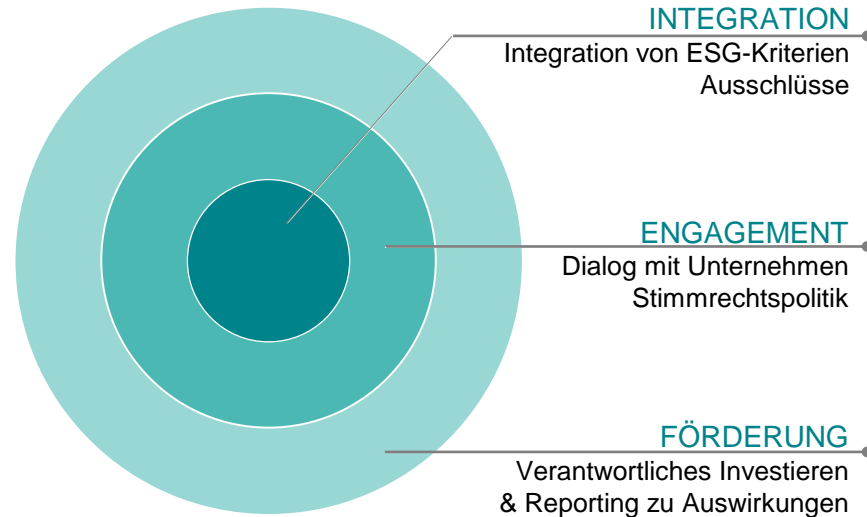 INTEGRATION
Integration von ESG-Kriterien
Ausschlüsse
ENGAGEMENT
Dialog mit Unternehmen
Stimmrechtspolitik
FÖRDERUNG
Verantwortliches Investieren
& Reporting zu Auswirkungen